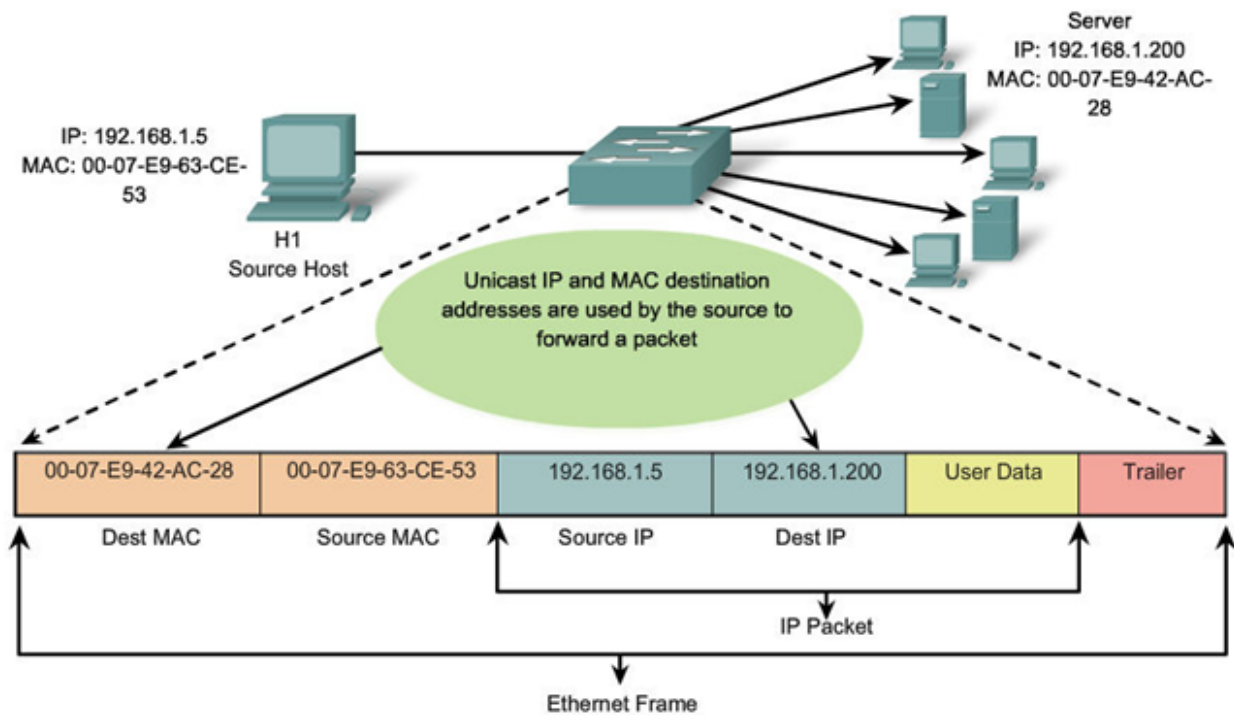 Server
IP: 192.168.1.200
MAC: 00-07-E9-42-AC-
28
IP: 192.168.1.5
MAC: 00-07-E9-63-CE-
53
H1
Source Host
Unicast IP and MAC destination
addresses are used by the source to
forward a packet
00-07-E9-42-AC-28 00-07-E9-63-CE-53 192.168.1.5 192.168.1.200 User Data Trailer
Dest MAC Source MAC Source IP Dest IP
IP Packet
Ethernet Frame